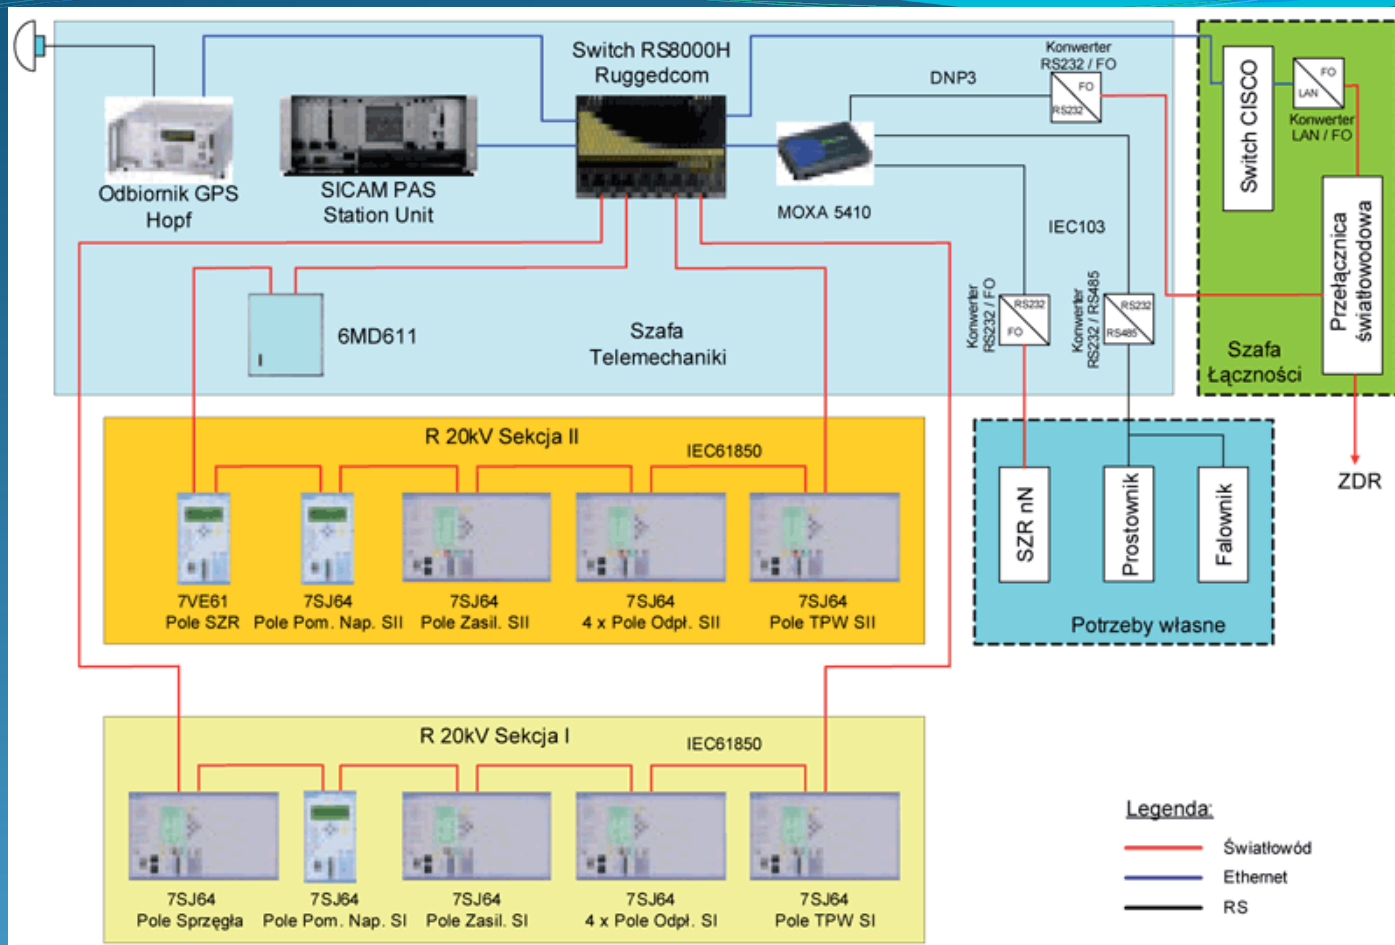 Switch RS8000H
Ruggedcom
Konwerter
RS232 / FO
DNP3
FO
RS232
Switch CISCO
FO
LAN
Konwerter
LAN / FO
Odbiornik GPS
Hopf
SICAM PAS
Station Unit
MOXA 5410
IEC103
Przełącznica
światłowodowa
Konwerter
RS232 / FO
RS232
FO
Konwerter
RS232 / RS485
RS232
RS485
6MD611
Szafa
Telemechaniki
Szafa
Łączności
R 20kV Sekcja II
IEC61850
ZDR
SZR nN
Prostownik
Falownik
Potrzeby własne
7VE61
Pole SZR
7SJ64
Pole Pom. Nap. SII
7SJ64
Pole Zasil. SII
7SJ64
4 x Pole Odpł. SII
7SJ64
Pole TPW SII
R 20kV Sekcja I
IEC61850
7SJ64
Pole Sprzęgła
7SJ64
Pole Pom. Nap. SI
7SJ64
Pole Zasil. SI
7SJ64
4 x Pole Odpł. SI
7SJ64
Pole TPW SI
Legenda:
Światłowód
Ethernet
RS